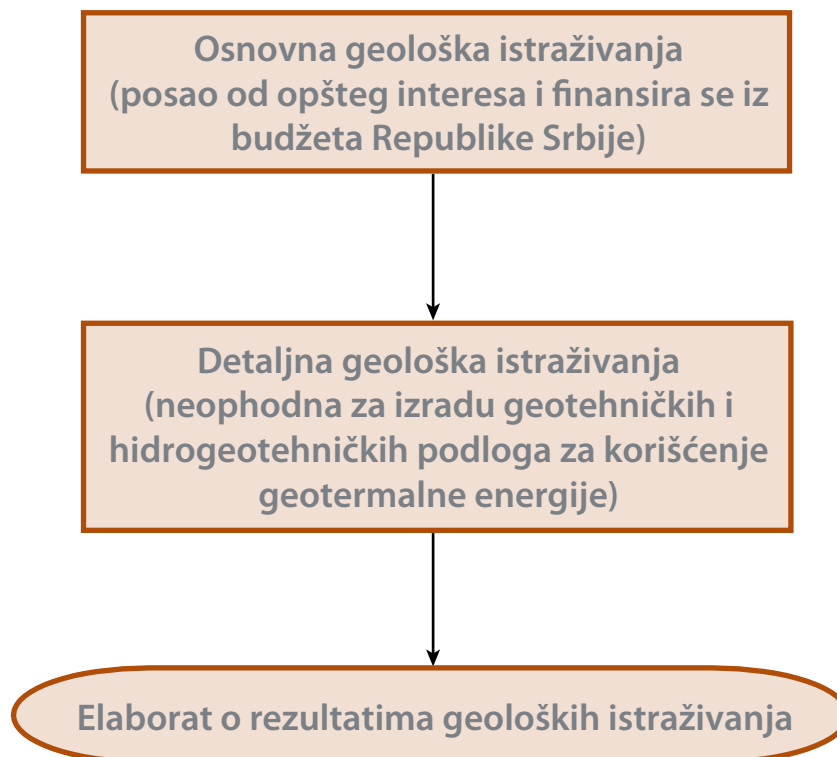 Osnovna geološka istraživanja
(posao od opšteg interesa i finansira se iz
budžeta Republike Srbije)
Detaljna geološka istraživanja
(neophodna za izradu geotehničkih i
hidrogeotehničkih podloga za korišćenje
geotermalne energije)
Elaborat o rezultatima geoloških istraživanja